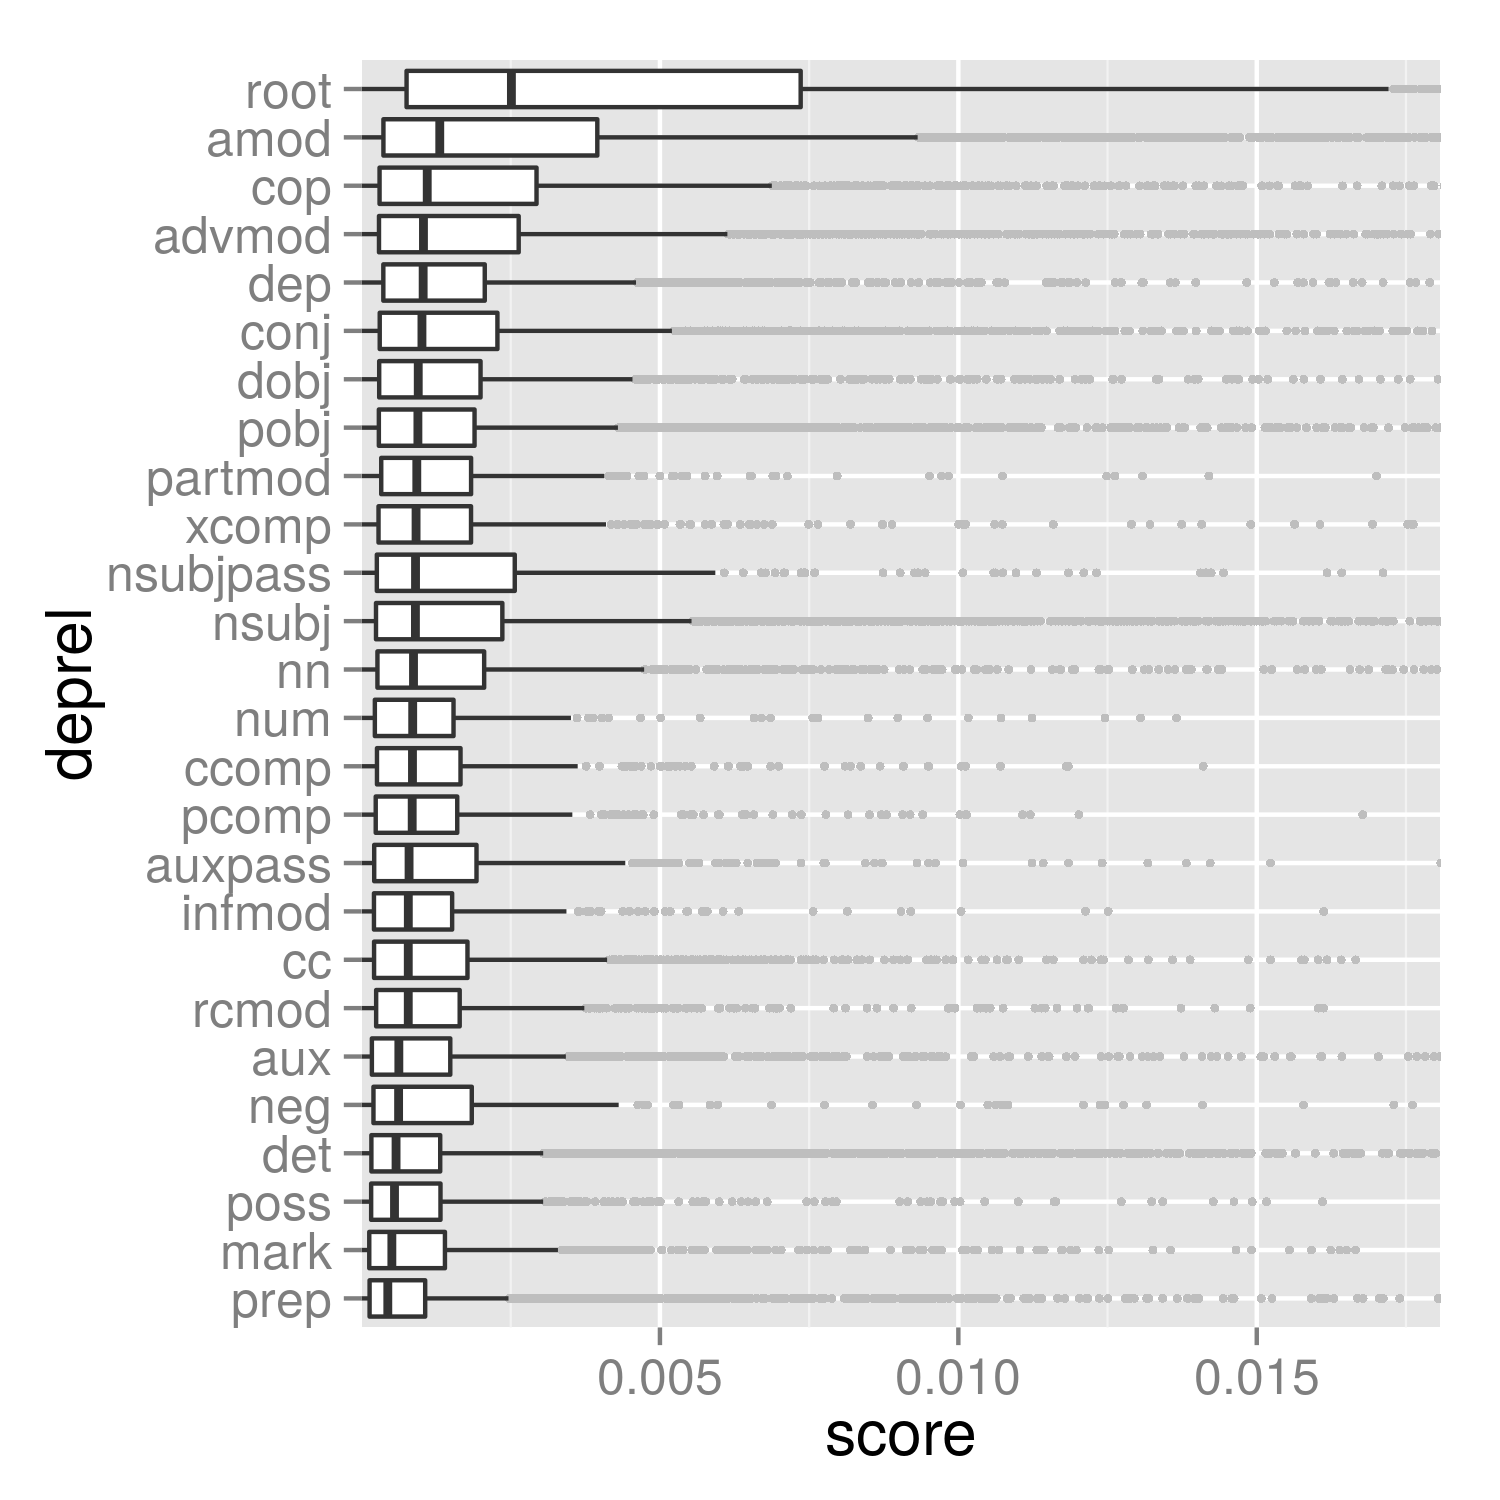 root
amod
cop
advmod
dep
conj
dobj
pobj
partmod
xcomp
nsubjpass
nsubj
nn
num
ccomp
pcomp
auxpass
infmod
cc
rcmod
aux
neg
det
poss
mark
prep
deprel
0.005 0.010 0.015
score